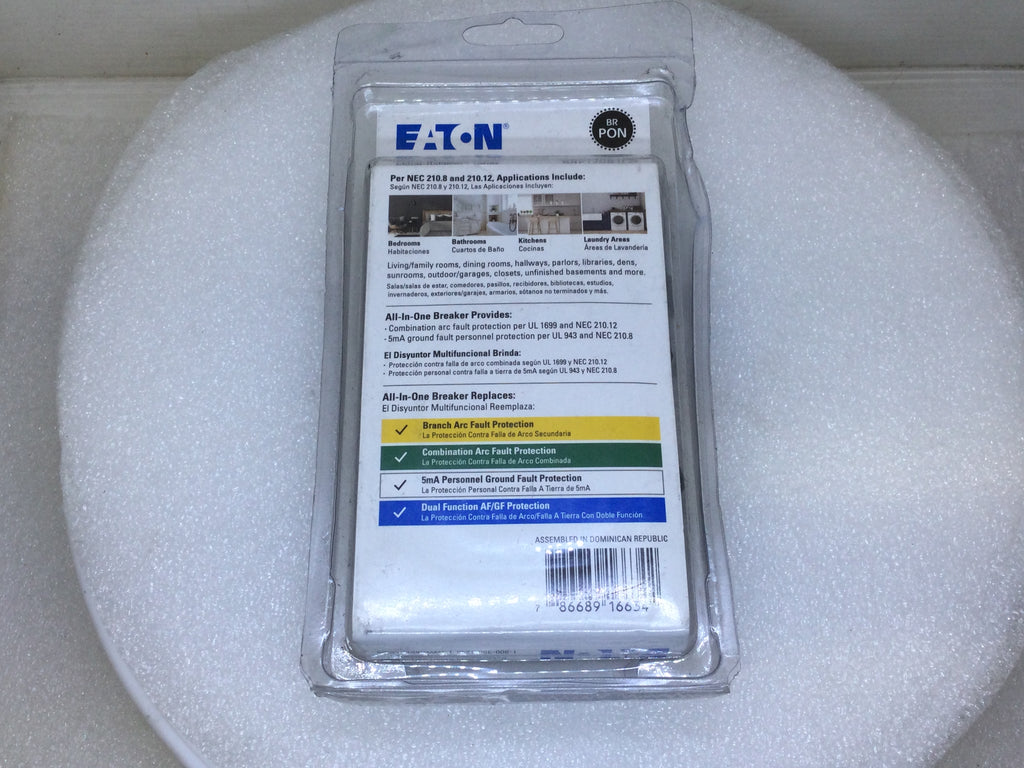 EATON®
BR
PON
Per NEC 210.8 and 210.12, Applications Include:
Según NEC 210.8 y 210.12, Las Aplicaciones Incluyen:
Bedrooms
Habitaciones
Bathrooms
Cuartos de Baño
Kitchens
Cocinas
Laundry Areas
Áreas de Lavandería
Living/family rooms, dining rooms, hallways, parlors, libraries, dens,
sunrooms, outdoor/garages, closets, unfinished basements and more.
Salas/salas de estar, comedores, pasillos, recibidores, bibliotecas, estudios,
invernaderos, exteriores/garajes, armarios, sótanos no terminados y más.
All-In-One Breaker Provides:
· Combination arc fault protection per UL 1699 and NEC 210.12
· 5mA ground fault personnel protection per UL 943 and NEC 210.8
El Disyuntor Multifuncional Brinda:
· Protección contra falla de arco combinada según UL 1699 y NEC 210.12
· Protección personal contra falla a tierra de 5mA según UL 943 y NEC 210.8
All-In-One Breaker Replaces:
El Disyuntor Multifuncional Reemplaza:
Branch Arc Fault Protection
La Protección Contra Falla de Arco Secundaria
Combination Arc Fault Protection
La Protección Contra Falla de Arco Combinada
5mA Personnel Ground Fault Protection
La Protección Personal Contra Falla A Tierra de 5mA
Dual Function AF/GF Protection
La Protección Contra Falla de Arco/Falla A Tierra Con Doble Función
ASSEMBLED IN DOMINICAN REPUBLIC
7 86689 16634